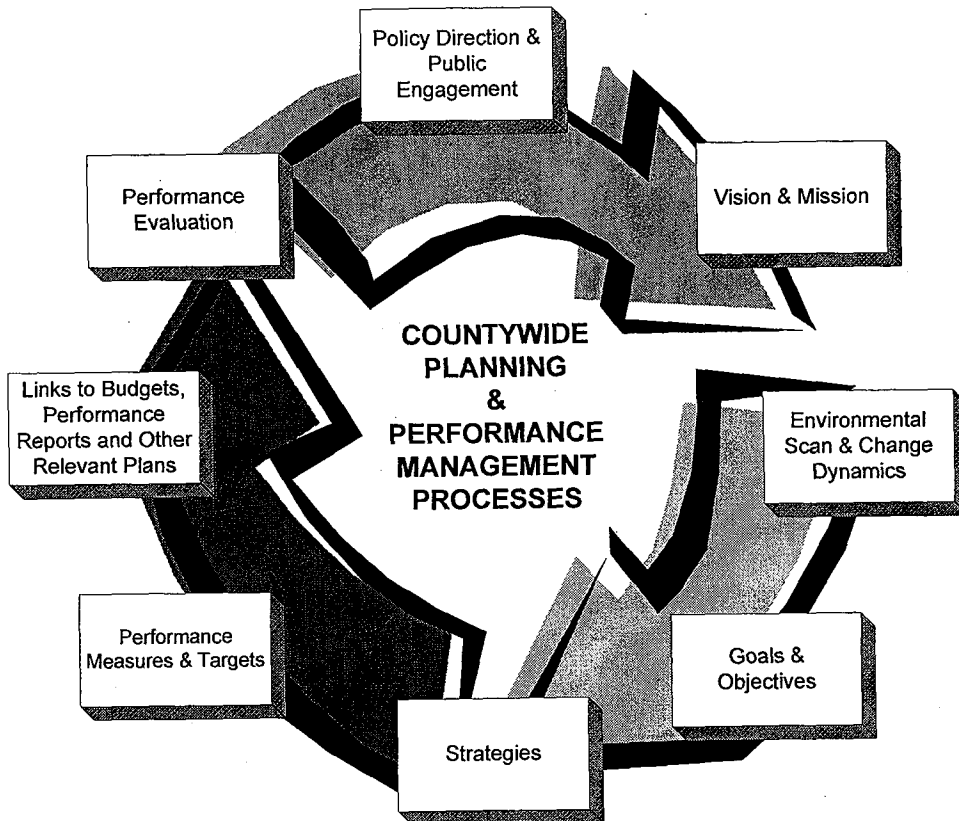 Policy Direction &
Public
Engagement
Vision & Mission
Environmental
Scan & Change
Dynamics
Goals &
Objectives
Strategies
Performance
Measures & Targets
Links to Budgets,
Performance
Reports and Other
Relevant Plans
Performance
Evaluation
COUNTYWIDE
PLANNING
&
PERFORMANCE
MANAGEMENT
PROCESSES